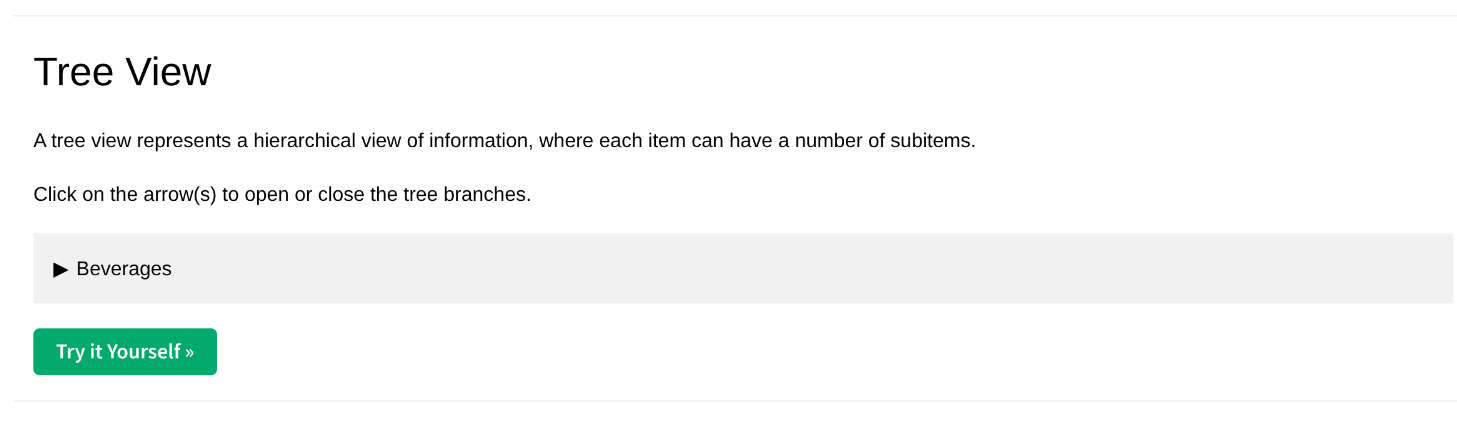 Tree View
A tree view represents a hierarchical view of information, where each item can have a number of subitems.
Click on the arrow(s) to open or close the tree branches.
▶ Beverages
Try it Yourself »